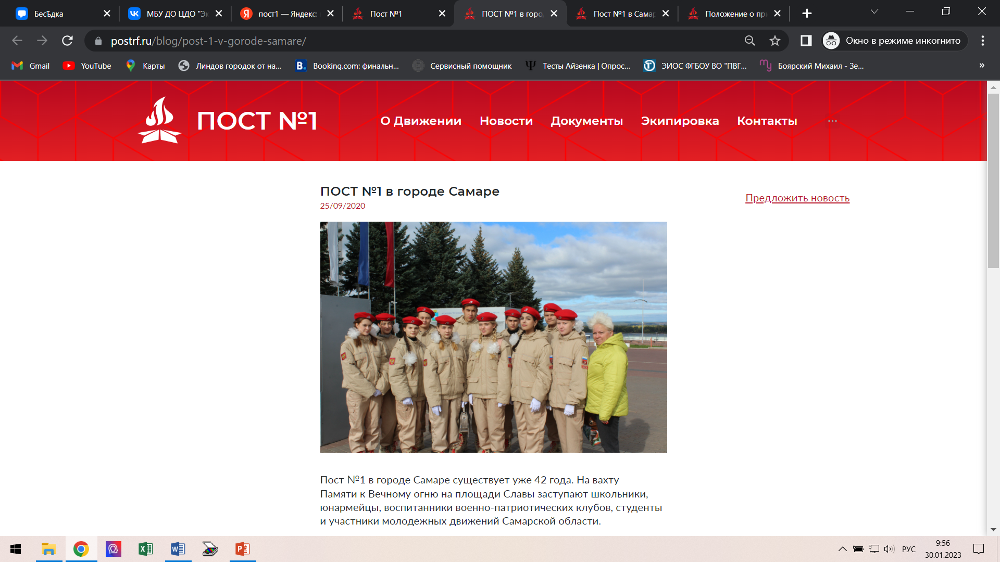 БесѢдка
МБУ ДО ЦДО "Эк
пост1 — Яндекс:
Пост №1
ПОСТ №1 в горо
Пост №1 в Самар
Положение о пр
postrf.ru/blog/post-1-v-gorode-samare/
Окно в режиме инкогнито
Gmail
YouTube
Карты
Линдов городок от на...
Booking.com: финальн...
Сервисный помощник
Тесты Айзенка | Опрос...
ЭИОС ФГБОУ ВО "ПВГ...
Боярский Михаил - Зе...
ПОСТ №1
О Движении
Новости
Документы
Экипировка
Контакты
...
ПОСТ №1 в городе Самаре
25/09/2020
Предложить новость
Пост №1 в городе Самаре существует уже 42 года. На вахту
Памяти к Вечному огню на площади Славы заступают школьники,
юнармейцы, воспитанники военно-патриотических клубов, студенты
и участники молодежных движений Самарской области.
РУС
9:56
30.01.2023